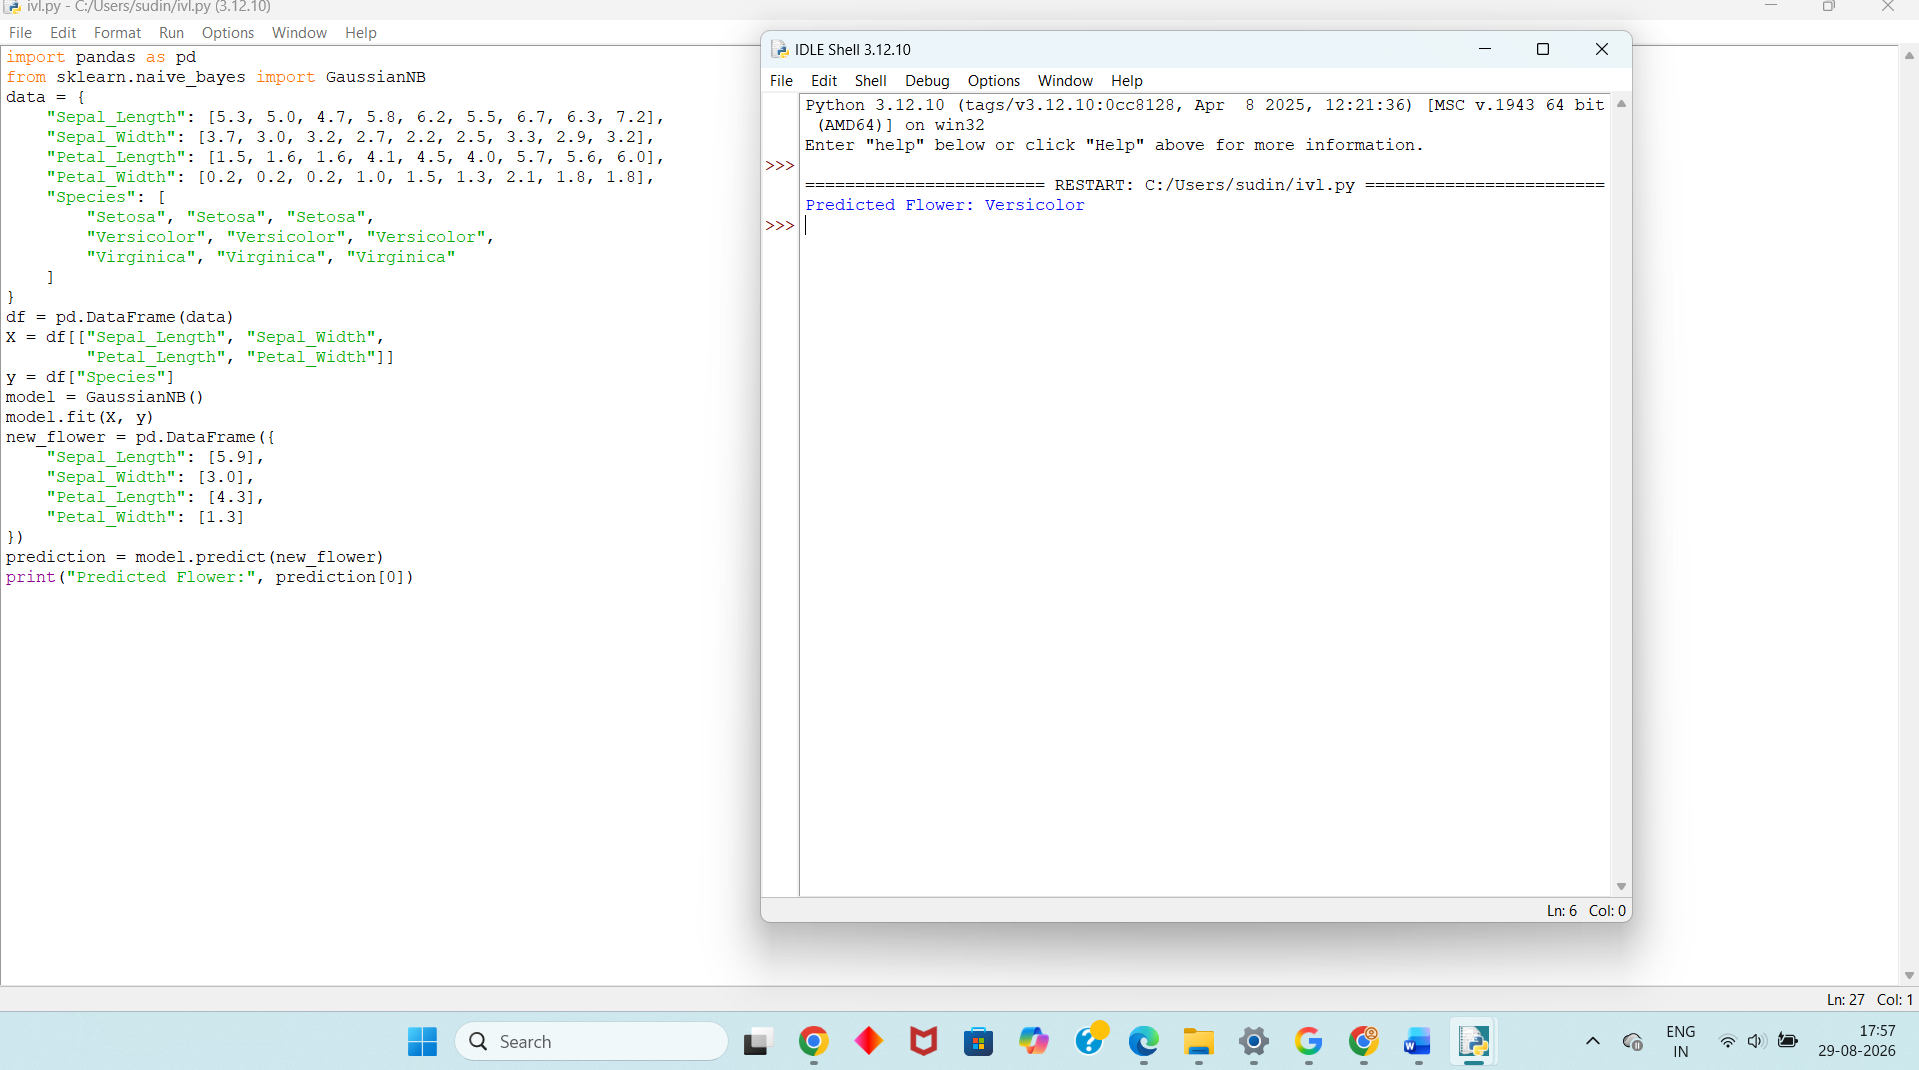 ivl.py - C:/Users/sudin/ivl.py (3.12.10)
File Edit Format Run Options Window Help
import pandas as pd
from sklearn.naive_bayes import GaussianNB
data = {
    "Sepal_Length": [5.3, 5.0, 4.7, 5.8, 6.2, 5.5, 6.7, 6.3, 7.2],
    "Sepal_Width": [3.7, 3.0, 3.2, 2.7, 2.2, 2.5, 3.3, 2.9, 3.2],
    "Petal_Length": [1.5, 1.6, 1.6, 4.1, 4.5, 4.0, 5.7, 5.6, 6.0],
    "Petal_Width": [0.2, 0.2, 0.2, 1.0, 1.5, 1.3, 2.1, 1.8, 1.8],
    "Species": [
        "Setosa", "Setosa", "Setosa",
        "Versicolor", "Versicolor", "Versicolor",
        "Virginica", "Virginica", "Virginica"
    ]
}
df = pd.DataFrame(data)
X = df[["Sepal_Length", "Sepal_Width",
        "Petal_Length", "Petal_Width"]]
y = df["Species"]
model = GaussianNB()
model.fit(X, y)
new_flower = pd.DataFrame({
    "Sepal_Length": [5.9],
    "Sepal_Width": [3.0],
    "Petal_Length": [4.3],
    "Petal_Width": [1.3]
})
prediction = model.predict(new_flower)
print("Predicted Flower:", prediction[0])
IDLE Shell 3.12.10
File Edit Shell Debug Options Window Help
Python 3.12.10 (tags/v3.12.10:0cc8128, Apr  8 2025, 12:21:36) [MSC v.1943 64 bit
 (AMD64)] on win32
Enter "help" below or click "Help" above for more information.
>>>
======================== RESTART: C:/Users/sudin/ivl.py ========================
Predicted Flower: Versicolor
>>>
Ln: 6 Col: 0
Ln: 27 Col: 1
Search
ENG
IN
17:57
29-08-2026